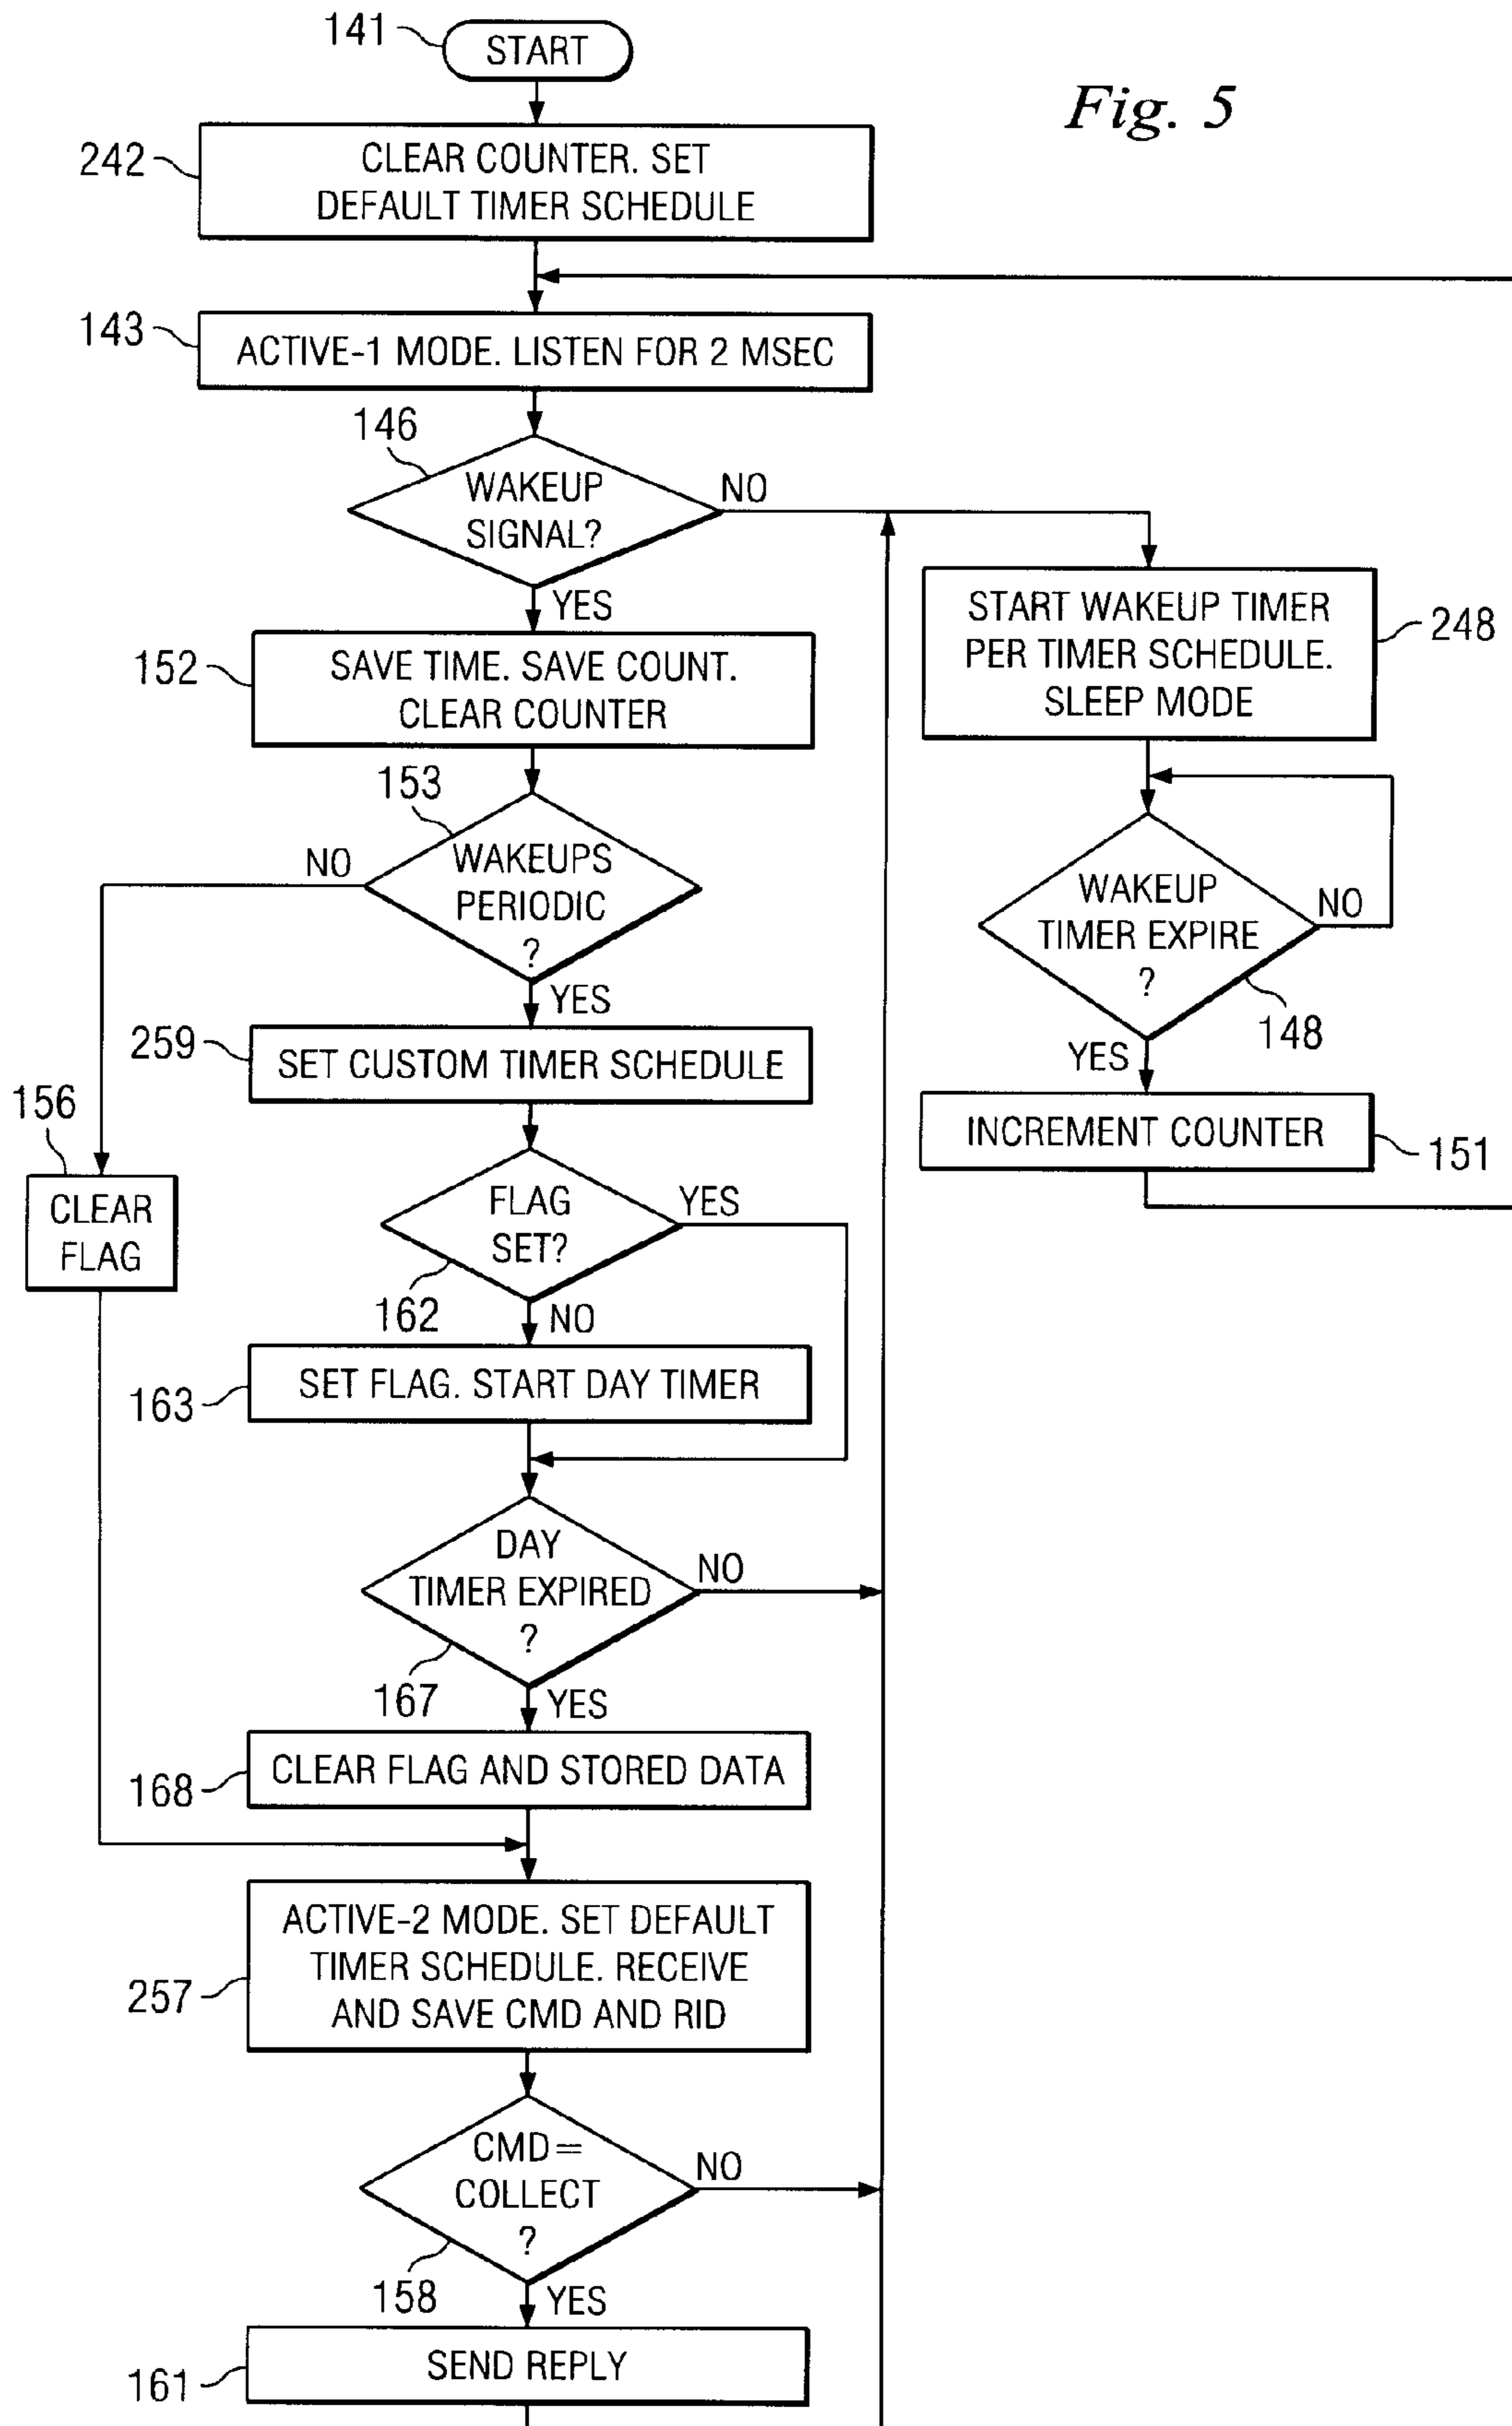 141
START
Fig. 5
242
CLEAR COUNTER. SET
DEFAULT TIMER SCHEDULE
143
ACTIVE-1 MODE. LISTEN FOR 2 MSEC
146
WAKEUP
SIGNAL?
NO
YES
START WAKEUP TIMER
PER TIMER SCHEDULE.
SLEEP MODE
248
152
SAVE TIME. SAVE COUNT.
CLEAR COUNTER
153
WAKEUPS
PERIODIC
?
NO
YES
WAKEUP
TIMER EXPIRE
?
NO
148
YES
259
SET CUSTOM TIMER SCHEDULE
INCREMENT COUNTER
151
156
CLEAR
FLAG
FLAG
SET?
YES
162
NO
163
SET FLAG. START DAY TIMER
DAY
TIMER EXPIRED
?
NO
167
YES
168
CLEAR FLAG AND STORED DATA
257
ACTIVE-2 MODE. SET DEFAULT
TIMER SCHEDULE. RECEIVE
AND SAVE CMD AND RID
CMD=
COLLECT
?
NO
158
YES
161
SEND REPLY